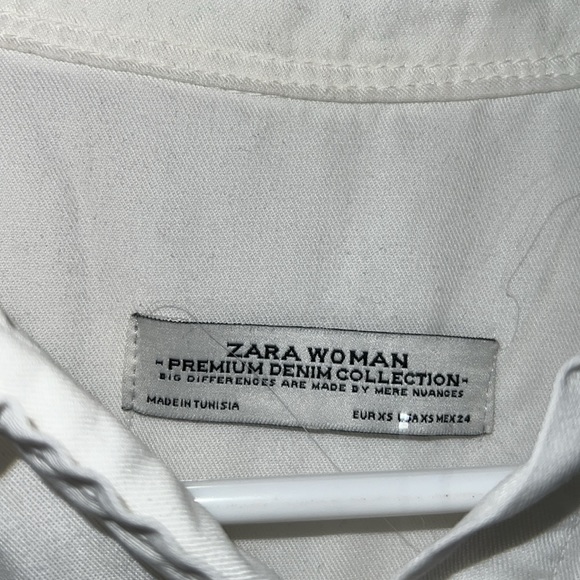 ZARA WOMAN
- PREMIUM DENIM COLLECTION -
BIG DIFFERENCES ARE MADE BY MERE NUANCES
MADE IN TUNISIA EUR XS USA XS MEX 24